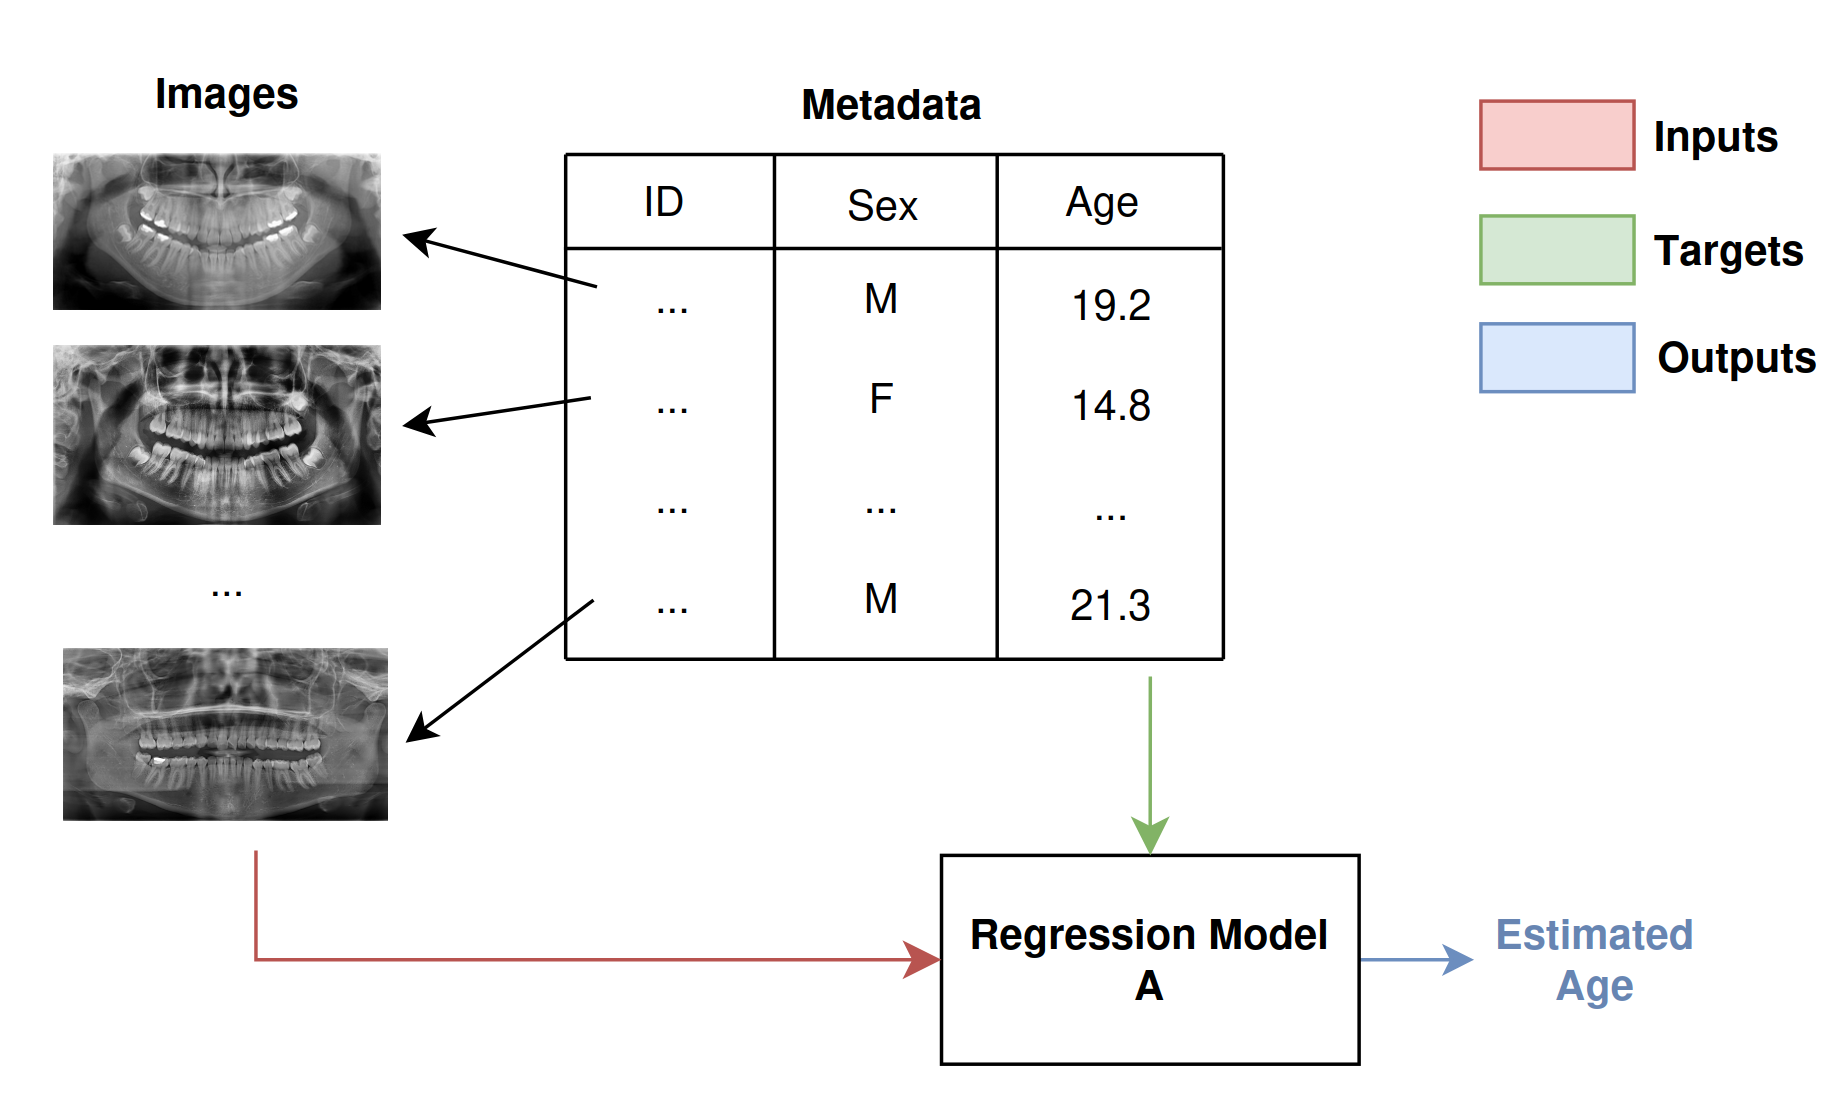 Images
Metadata
ID Sex Age
... M 19.2
... F 14.8
... ... ...
... M 21.3
...
Inputs
Targets
Outputs
Regression Model
A
Estimated
Age